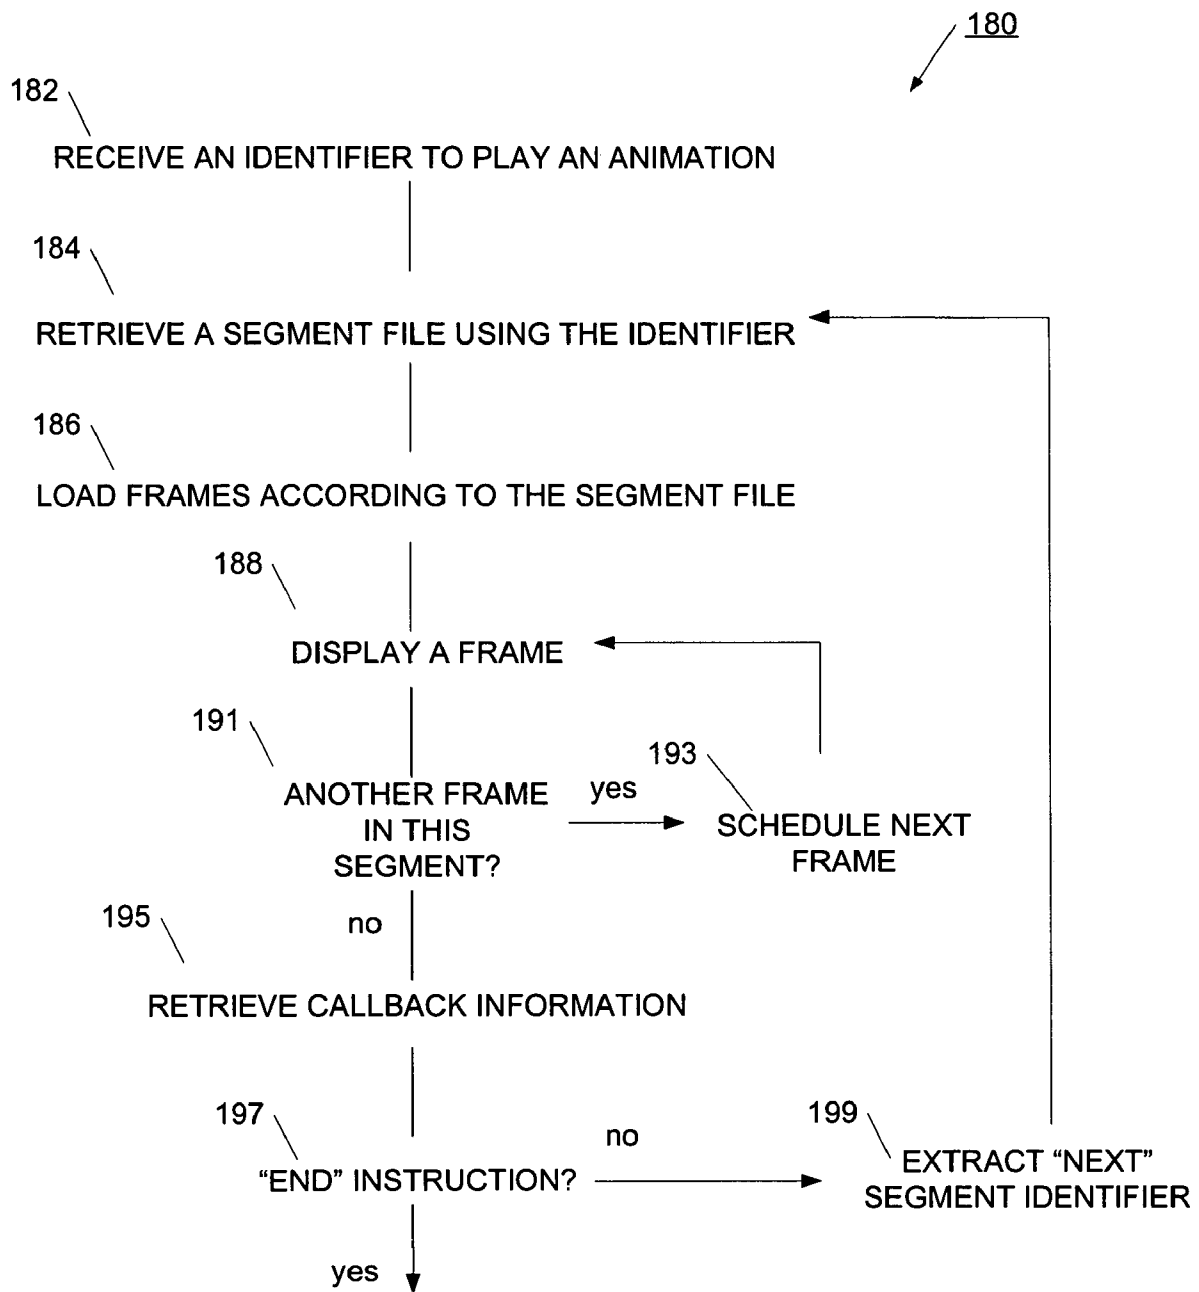 180
182
RECEIVE AN IDENTIFIER TO PLAY AN ANIMATION
184
RETRIEVE A SEGMENT FILE USING THE IDENTIFIER
186
LOAD FRAMES ACCORDING TO THE SEGMENT FILE
188
DISPLAY A FRAME
191
ANOTHER FRAME
IN THIS
SEGMENT?
yes
193
SCHEDULE NEXT
FRAME
no
195
RETRIEVE CALLBACK INFORMATION
197
“END” INSTRUCTION?
no
199
EXTRACT “NEXT”
SEGMENT IDENTIFIER
yes